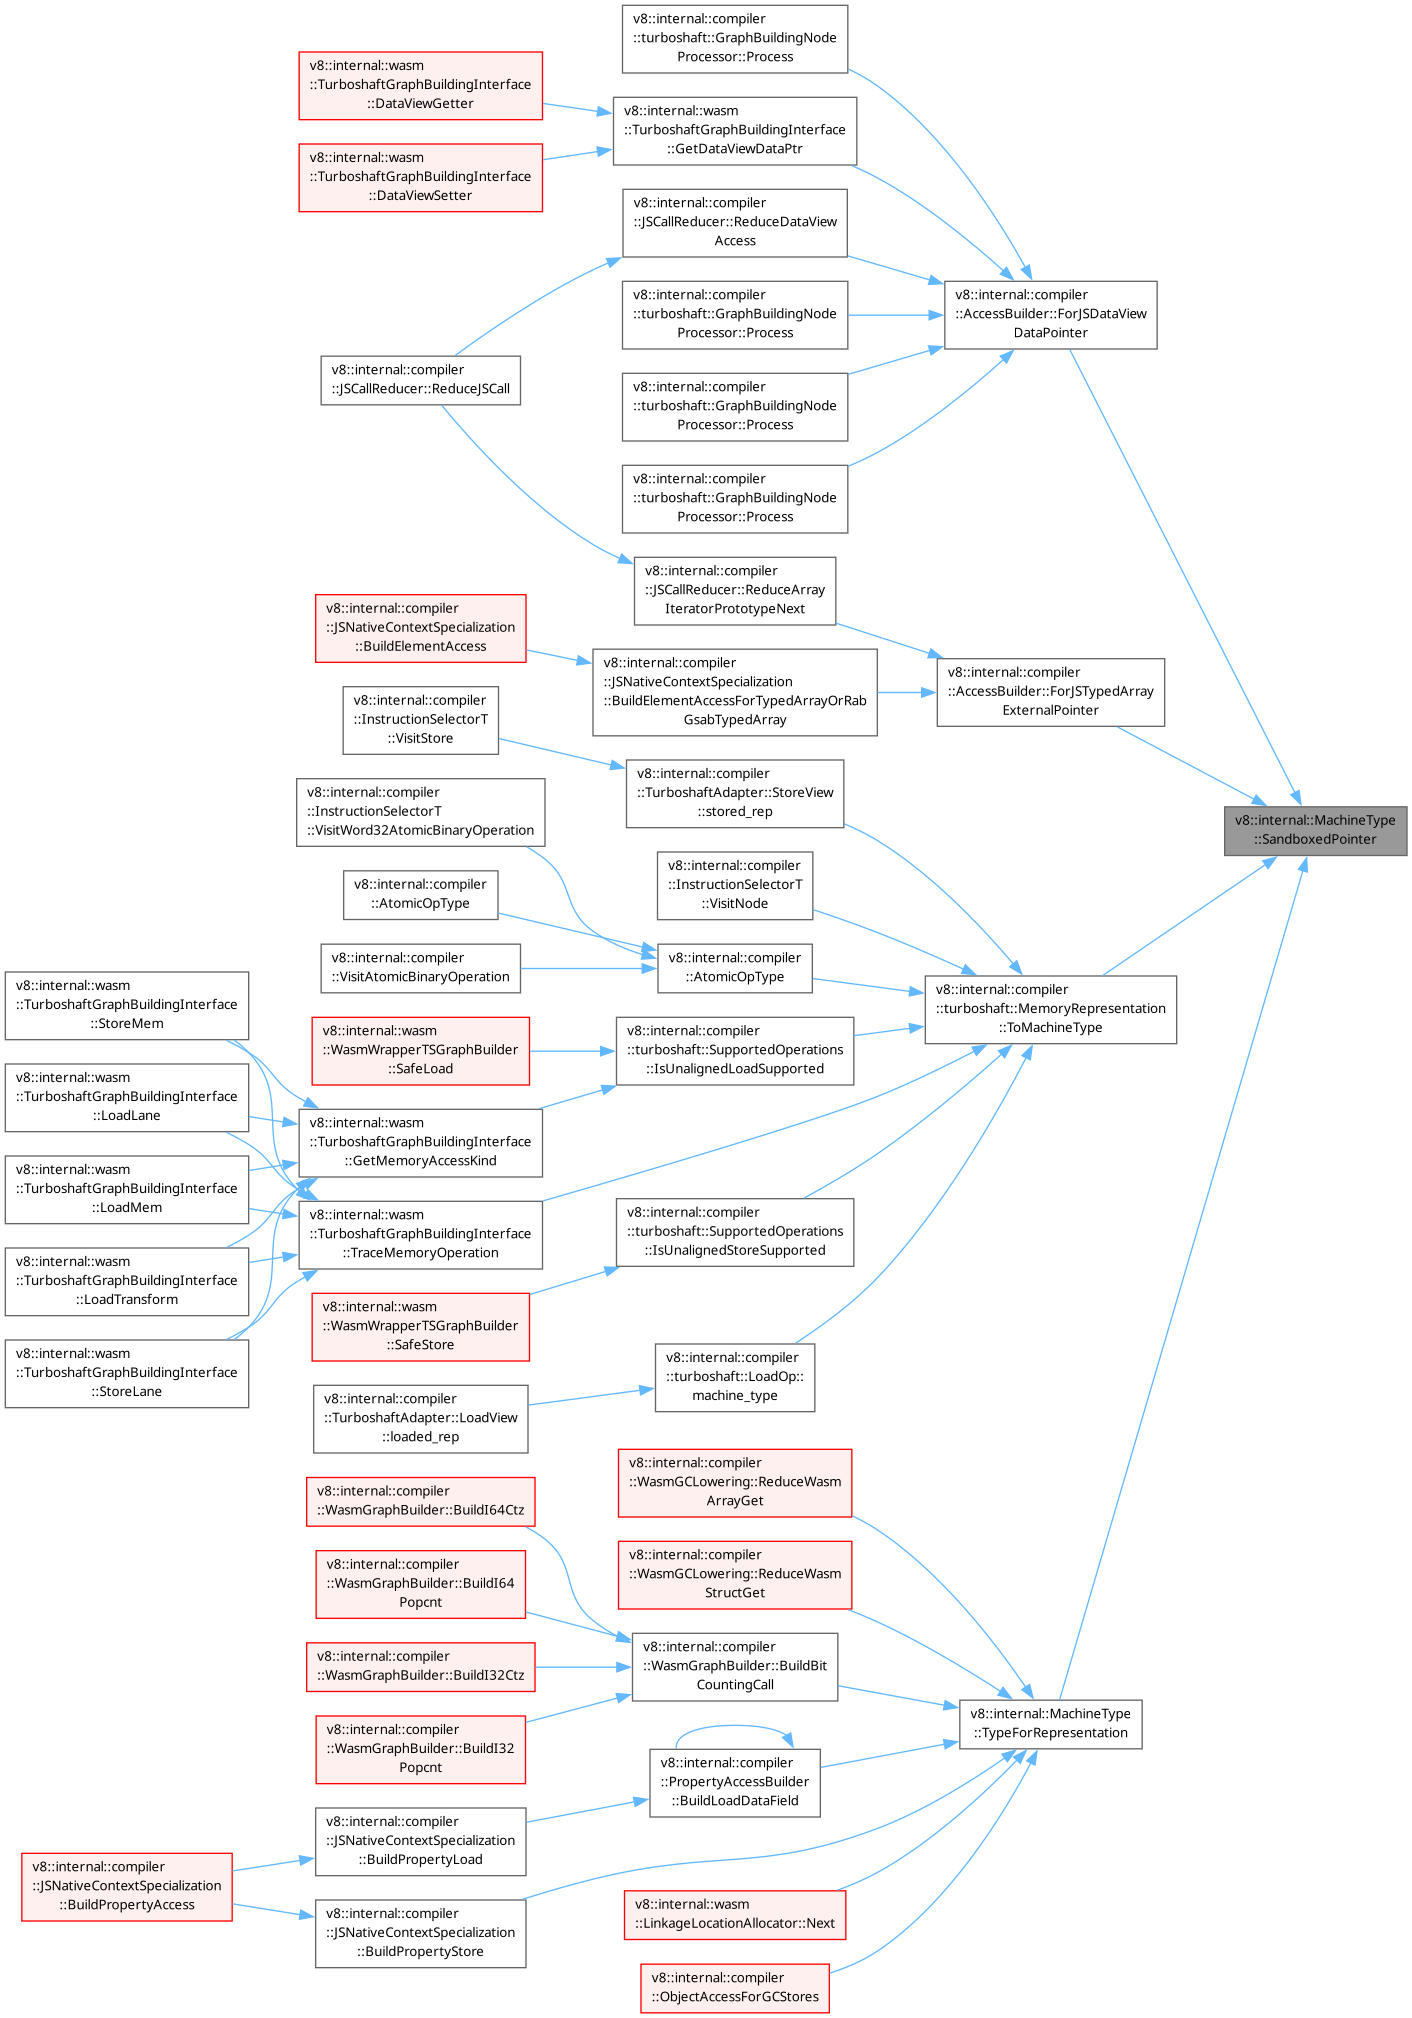 v8::internal::compiler
::turboshaft::GraphBuildingNode
Processor::Process
v8::internal::wasm
::TurboshaftGraphBuildingInterface
::DataViewGetter
v8::internal::wasm
::TurboshaftGraphBuildingInterface
::GetDataViewDataPtr
v8::internal::wasm
::TurboshaftGraphBuildingInterface
::DataViewSetter
v8::internal::compiler
::JSCallReducer::ReduceDataView
Access
v8::internal::compiler
::turboshaft::GraphBuildingNode
Processor::Process
v8::internal::compiler
::AccessBuilder::ForJSDataView
DataPointer
v8::internal::compiler
::JSCallReducer::ReduceJSCall
v8::internal::compiler
::turboshaft::GraphBuildingNode
Processor::Process
v8::internal::compiler
::turboshaft::GraphBuildingNode
Processor::Process
v8::internal::compiler
::JSCallReducer::ReduceArray
IteratorPrototypeNext
v8::internal::compiler
::JSNativeContextSpecialization
::BuildElementAccess
v8::internal::compiler
::JSNativeContextSpecialization
::BuildElementAccessForTypedArrayOrRab
GsabTypedArray
v8::internal::compiler
::AccessBuilder::ForJSTypedArray
ExternalPointer
v8::internal::compiler
::InstructionSelectorT
::VisitStore
v8::internal::compiler
::TurboshaftAdapter::StoreView
::stored_rep
v8::internal::compiler
::InstructionSelectorT
::VisitWord32AtomicBinaryOperation
v8::internal::MachineType
::SandboxedPointer
v8::internal::compiler
::InstructionSelectorT
::VisitNode
v8::internal::compiler
::AtomicOpType
v8::internal::compiler
::VisitAtomicBinaryOperation
v8::internal::compiler
::AtomicOpType
v8::internal::wasm
::TurboshaftGraphBuildingInterface
::StoreMem
v8::internal::compiler
::turboshaft::MemoryRepresentation
::ToMachineType
v8::internal::wasm
::WasmWrapperTSGraphBuilder
::SafeLoad
v8::internal::compiler
::turboshaft::SupportedOperations
::IsUnalignedLoadSupported
v8::internal::wasm
::TurboshaftGraphBuildingInterface
::LoadLane
v8::internal::wasm
::TurboshaftGraphBuildingInterface
::GetMemoryAccessKind
v8::internal::wasm
::TurboshaftGraphBuildingInterface
::LoadMem
v8::internal::wasm
::TurboshaftGraphBuildingInterface
::TraceMemoryOperation
v8::internal::compiler
::turboshaft::SupportedOperations
::IsUnalignedStoreSupported
v8::internal::wasm
::TurboshaftGraphBuildingInterface
::LoadTransform
v8::internal::wasm
::WasmWrapperTSGraphBuilder
::SafeStore
v8::internal::wasm
::TurboshaftGraphBuildingInterface
::StoreLane
v8::internal::compiler
::turboshaft::LoadOp::
machine_type
v8::internal::compiler
::TurboshaftAdapter::LoadView
::loaded_rep
v8::internal::compiler
::WasmGCLowering::ReduceWasm
ArrayGet
v8::internal::compiler
::WasmGraphBuilder::BuildI64Ctz
v8::internal::compiler
::WasmGCLowering::ReduceWasm
StructGet
v8::internal::compiler
::WasmGraphBuilder::BuildI64
Popcnt
v8::internal::compiler
::WasmGraphBuilder::BuildBit
CountingCall
v8::internal::compiler
::WasmGraphBuilder::BuildI32Ctz
v8::internal::MachineType
::TypeForRepresentation
v8::internal::compiler
::WasmGraphBuilder::BuildI32
Popcnt
v8::internal::compiler
::PropertyAccessBuilder
::BuildLoadDataField
v8::internal::compiler
::JSNativeContextSpecialization
::BuildPropertyLoad
v8::internal::compiler
::JSNativeContextSpecialization
::BuildPropertyAccess
v8::internal::wasm
::LinkageLocationAllocator::Next
v8::internal::compiler
::JSNativeContextSpecialization
::BuildPropertyStore
v8::internal::compiler
::ObjectAccessForGCStores